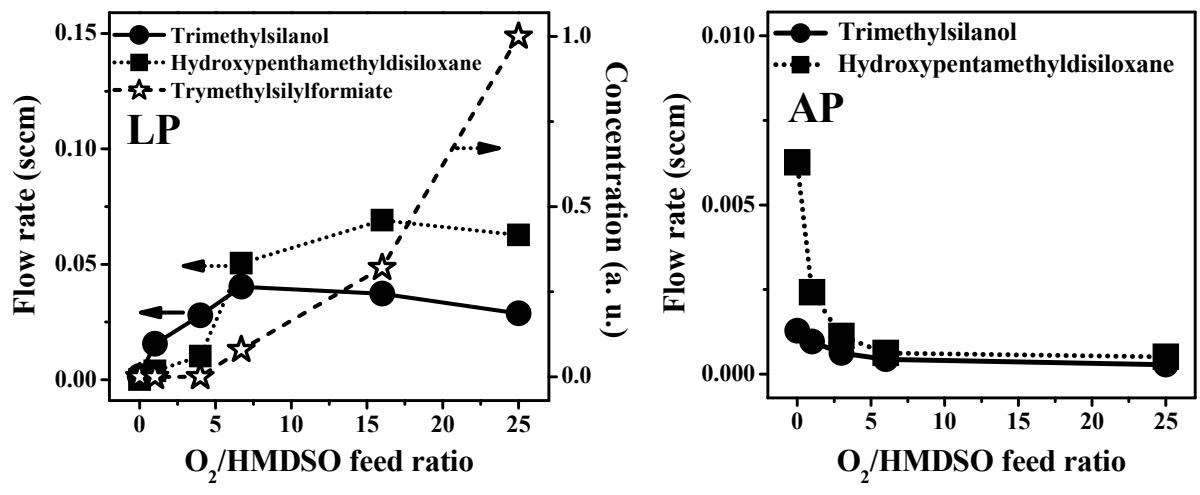 0.15
0.10
0.05
0.00
Flow rate (sccm)
Trimethylsilanol
Hydroxypenthamethyldisiloxane
Trymethylsilylformiate
LP
1.0
0.5
0.0
Concentration (a. u.)
0 5 10 15 20 25
O₂/HMDSO feed ratio
0.010
0.005
0.000
Flow rate (sccm)
Trimethylsilanol
Hydroxypentamethyldisiloxane
AP
0 5 10 15 20 25
O₂/HMDSO feed ratio